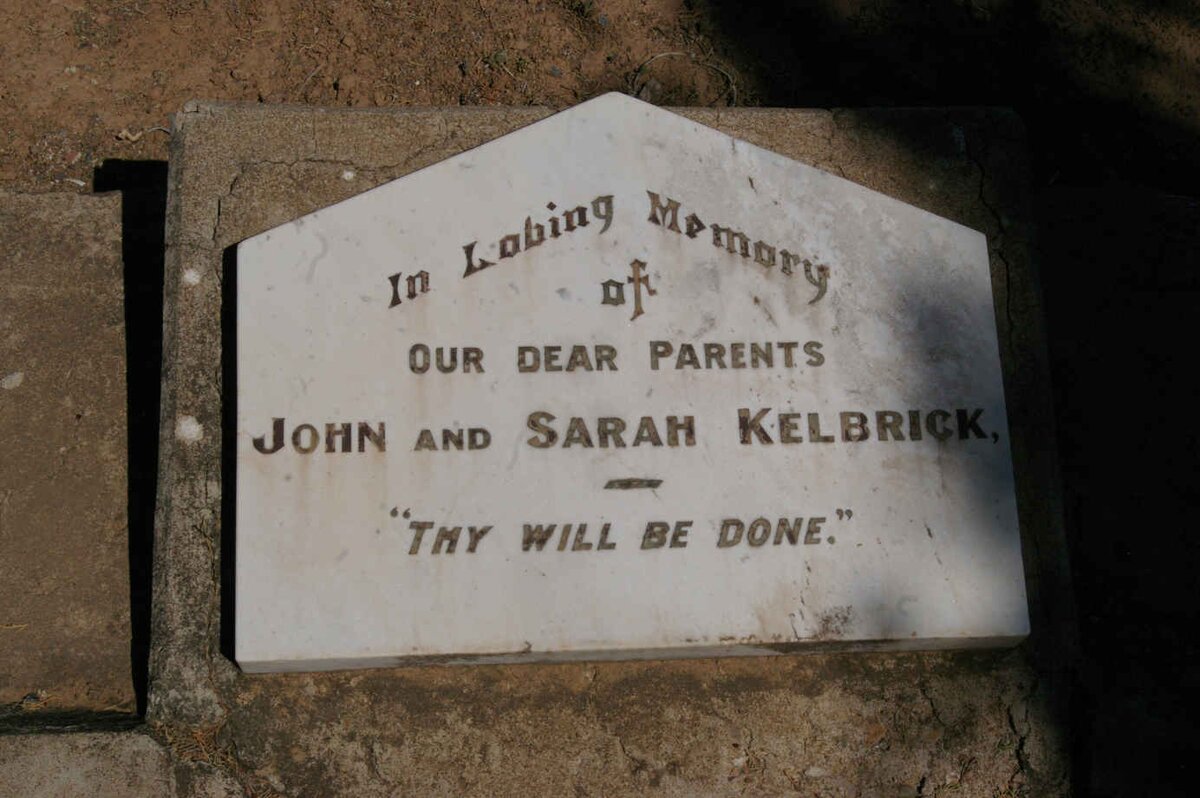 In Loving Memory
of
OUR DEAR PARENTS
JOHN AND SARAH KELBRICK,
—
"THY WILL BE DONE."